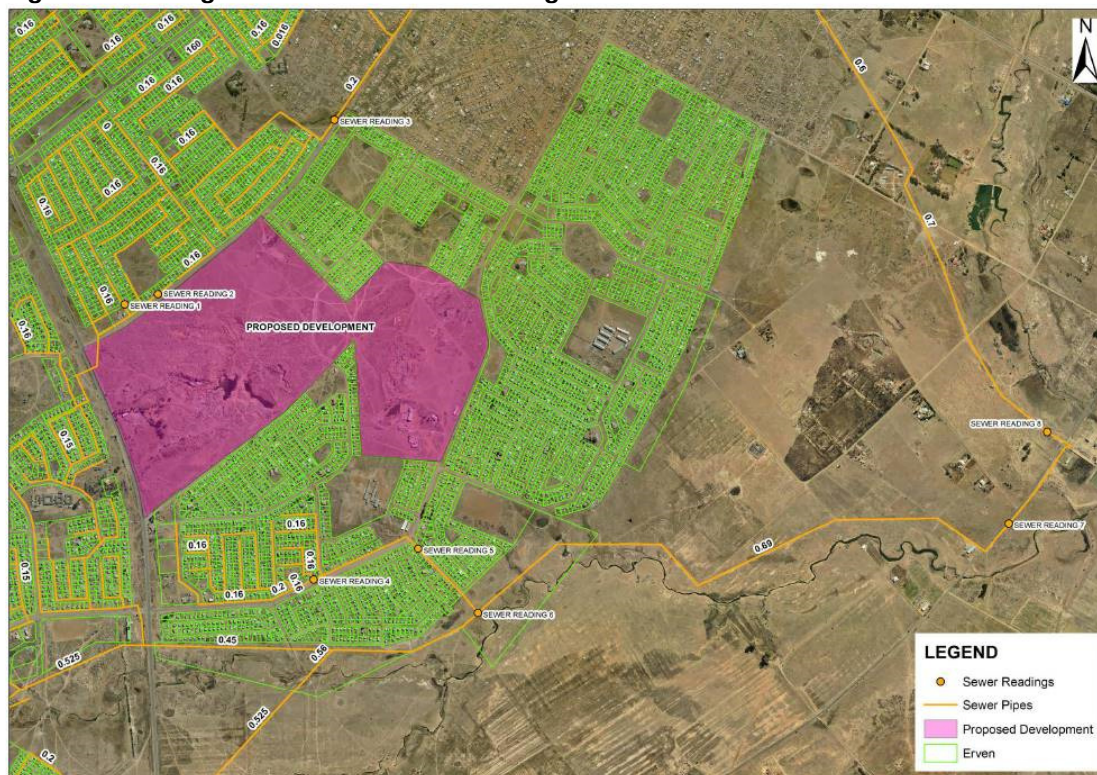 N
0.16
0.16
0.16
0.016
160
0.16
0.16
0.2
0.6
0
0.16
SEWER READING 3
0.16
0.16
0.16
0.16
0.7
0.16
0.16
SEWER READING 2
SEWER READING 1
0.16
PROPOSED DEVELOPMENT
0.15
SEWER READING 8
0.16
SEWER READING 7
0.16
0.16
0.69
SEWER READING 5
0.15
SEWER READING 4
0.2
0.16
0.16
SEWER READING 6
0.45
0.56
0.525
0.525
0.2
LEGEND
Sewer Readings
Sewer Pipes
Proposed Development
Erven